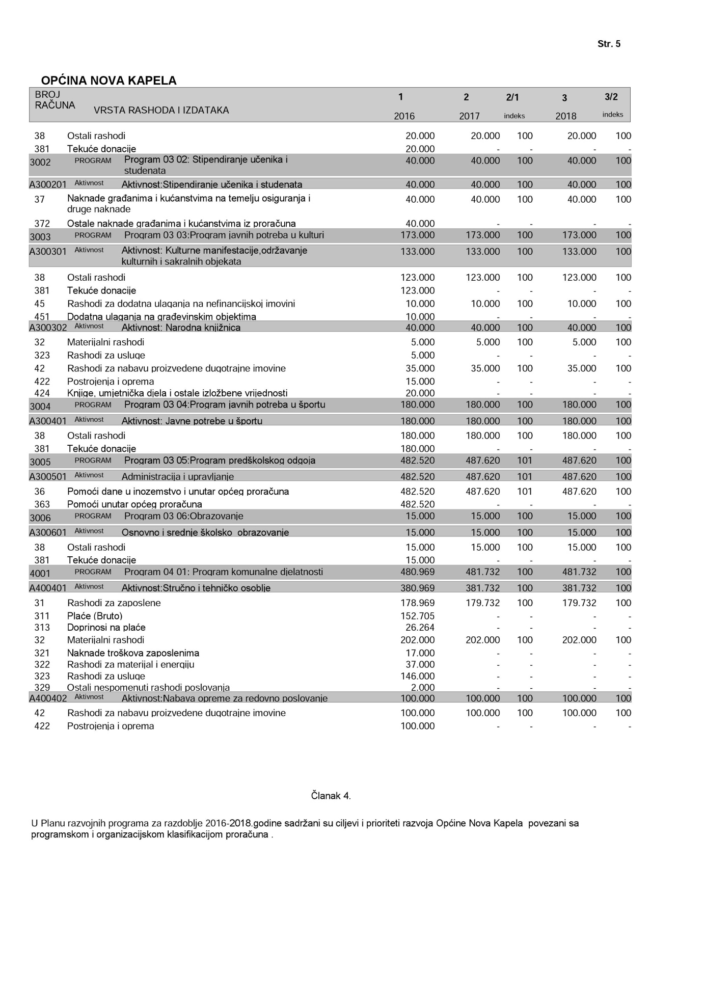 Str. 5
OPĆINA NOVA KAPELA
BROJ RAČUNA VRSTA RASHODA I IZDATAKA 1 2 2/1 3 3/2
2016 2017 indeks 2018 indeks
38 Ostali rashodi 20.000 20.000 100 20.000 100
381 Tekuće donacije 20.000 - - - -
3002 PROGRAM Program 03 02: Stipendiranje učenika i 40.000 40.000 100 40.000 100
studenata
A300201 Aktivnost Aktivnost:Stipendiranje učenika i studenata 40.000 40.000 100 40.000 100
37 Naknade građanima i kućanstvima na temelju osiguranja i 40.000 40.000 100 40.000 100
druge naknade
372 Ostale naknade građanima i kućanstvima iz proračuna 40.000 - - - -
3003 PROGRAM Program 03 03:Program javnih potreba u kulturi 173.000 173.000 100 173.000 100
A300301 Aktivnost Aktivnost: Kulturne manifestacije,održavanje 133.000 133.000 100 133.000 100
kulturnih i sakralnih objekata
38 Ostali rashodi 123.000 123.000 100 123.000 100
381 Tekuće donacije 123.000 - - - -
45 Rashodi za dodatna ulaganja na nefinancijskoj imovini 10.000 10.000 100 10.000 100
451 Dodatna ulaganja na građevinskim objektima 10.000 - - - -
A300302 Aktivnost Aktivnost: Narodna knjižnica 40.000 40.000 100 40.000 100
32 Materijalni rashodi 5.000 5.000 100 5.000 100
323 Rashodi za usluge 5.000 - - - -
42 Rashodi za nabavu proizvedene dugotrajne imovine 35.000 35.000 100 35.000 100
422 Postrojenja i oprema 15.000 - - - -
424 Knjige, umjetnička djela i ostale izložbene vrijednosti 20.000 - - - -
3004 PROGRAM Program 03 04:Program javnih potreba u športu 180.000 180.000 100 180.000 100
A300401 Aktivnost Aktivnost: Javne potrebe u športu 180.000 180.000 100 180.000 100
38 Ostali rashodi 180.000 180.000 100 180.000 100
381 Tekuće donacije 180.000 - - - -
3005 PROGRAM Program 03 05:Program predškolskog odgoja 482.520 487.620 101 487.620 100
A300501 Aktivnost Administracija i upravljanje 482.520 487.620 101 487.620 100
36 Pomoći dane u inozemstvo i unutar općeg proračuna 482.520 487.620 101 487.620 100
363 Pomoći unutar općeg proračuna 482.520 - - - -
3006 PROGRAM Program 03 06:Obrazovanje 15.000 15.000 100 15.000 100
A300601 Aktivnost Osnovno i srednje školsko  obrazovanje 15.000 15.000 100 15.000 100
38 Ostali rashodi 15.000 15.000 100 15.000 100
381 Tekuće donacije 15.000 - - - -
4001 PROGRAM Program 04 01: Program komunalne djelatnosti 480.969 481.732 100 481.732 100
A400401 Aktivnost Aktivnost:Stručno i tehničko osoblje 380.969 381.732 100 381.732 100
31 Rashodi za zaposlene 178.969 179.732 100 179.732 100
311 Plaće (Bruto) 152.705 - - - -
313 Doprinosi na plaće 26.264 - - - -
32 Materijalni rashodi 202.000 202.000 100 202.000 100
321 Naknade troškova zaposlenima 17.000 - - - -
322 Rashodi za materijal i energiju 37.000 - - - -
323 Rashodi za usluge 146.000 - - - -
329 Ostali nespomenuti rashodi poslovanja 2.000 - - - -
A400402 Aktivnost Aktivnost:Nabava opreme za redovno poslovanje 100.000 100.000 100 100.000 100
42 Rashodi za nabavu proizvedene dugotrajne imovine 100.000 100.000 100 100.000 100
422 Postrojenja i oprema 100.000 - - - -
Članak 4.
U Planu razvojnih programa za razdoblje 2016-2018.godine sadržani su ciljevi i prioriteti razvoja Općine Nova Kapela  povezani sa
programskom i organizacijskom klasifikacijom proračuna .